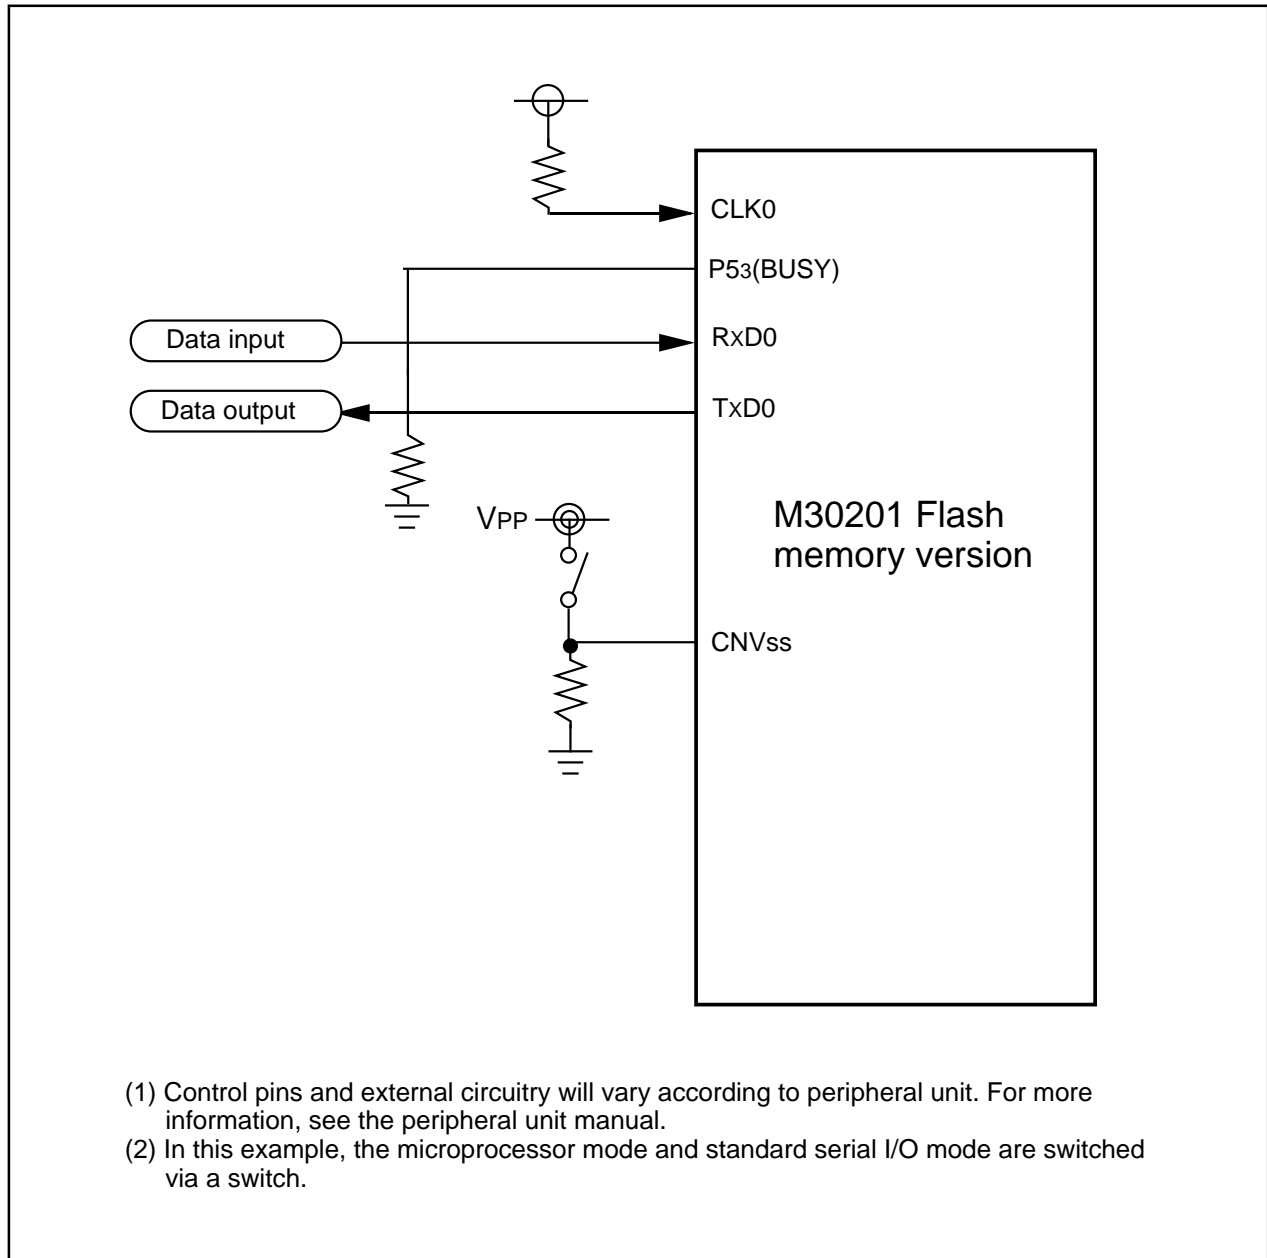 CLK0
P53(BUSY)
Data input
RXD0
Data output
TXD0
VPP
M30201 Flash
memory version
CNVss
(1) Control pins and external circuitry will vary according to peripheral unit. For more
information, see the peripheral unit manual.
(2) In this example, the microprocessor mode and standard serial I/O mode are switched
via a switch.